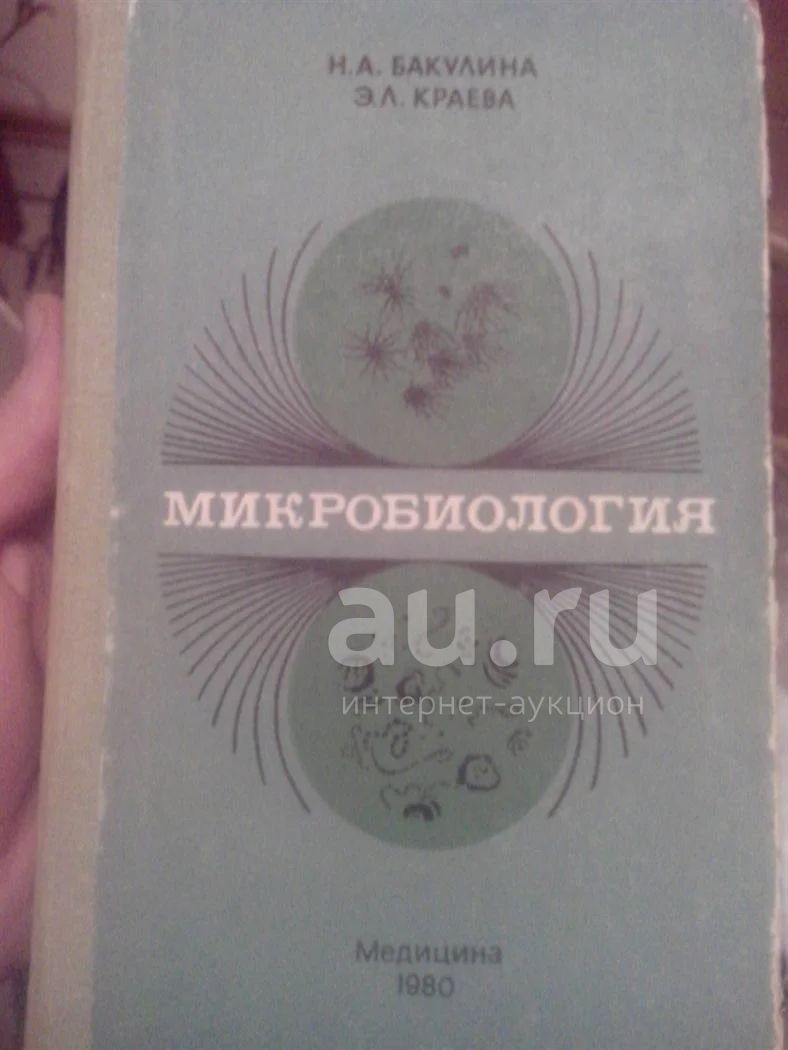 Н.А. БАКУЛИНА
Э.Л. КРАЕВА
МИКРОБИОЛОГИЯ
au.ru
интернет-аукцион
Медицина
1980